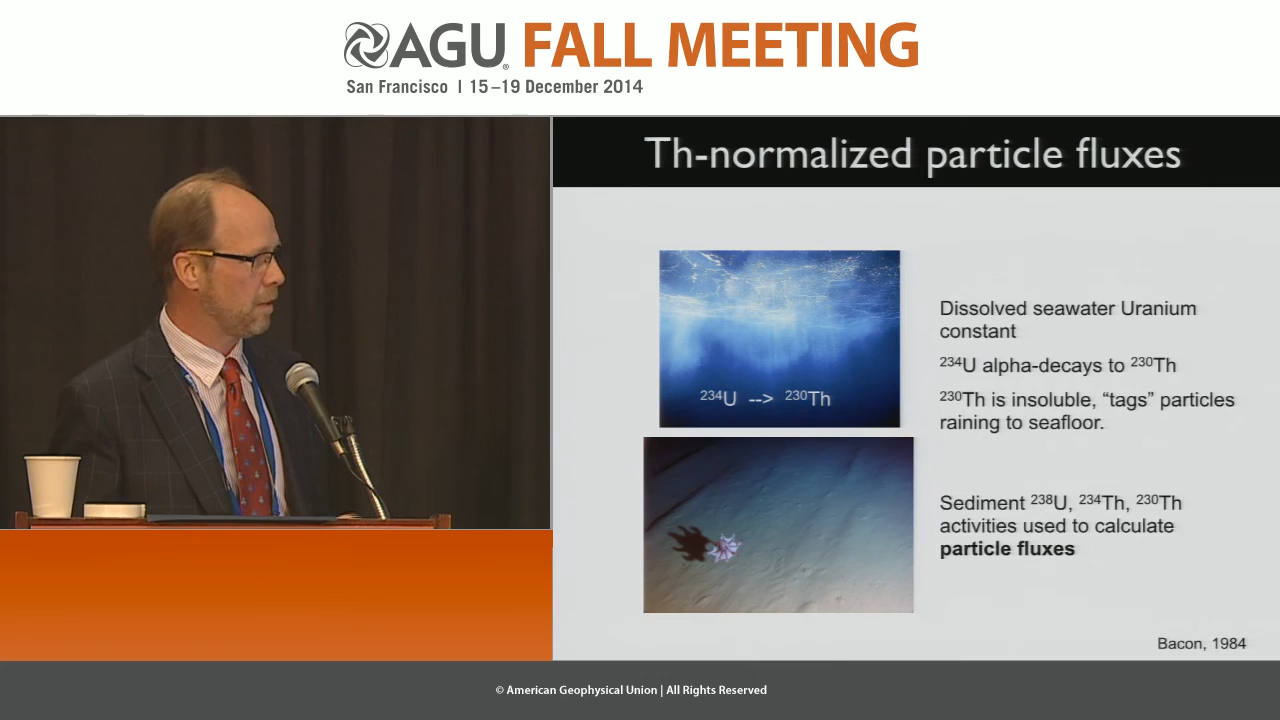 AGU® FALL MEETING
San Francisco | 15–19 December 2014
Th-normalized particle fluxes
²³⁴U --> ²³⁰Th
Dissolved seawater Uranium
constant
²³⁴U alpha-decays to ²³⁰Th
²³⁰Th is insoluble, “tags” particles
raining to seafloor.
Sediment ²³⁸U, ²³⁴Th, ²³⁰Th
activities used to calculate
particle fluxes
Bacon, 1984
© American Geophysical Union | All Rights Reserved